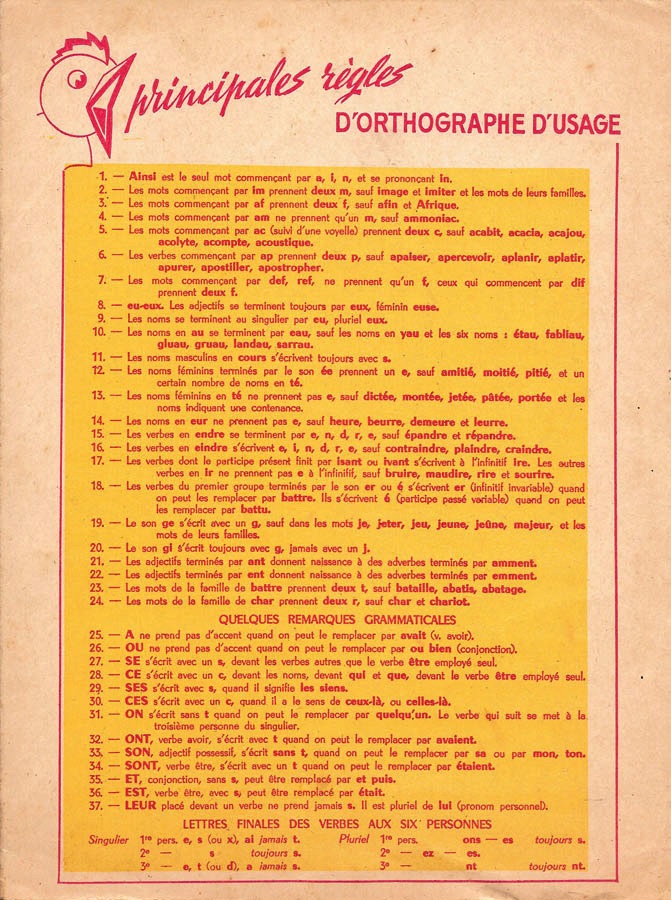 principales règles
D'ORTHOGRAPHE D'USAGE
1. — Ainsi est le seul mot commençant par a, i, n, et se prononçant in.
2. — Les mots commençant par im prennent deux m, sauf image et imiter et les mots de leurs familles.
3. — Les mots commençant par af prennent deux f, sauf afin et Afrique.
4. — Les mots commençant par am ne prennent qu'un m, sauf ammoniac.
5. — Les mots commençant par ac (suivi d'une voyelle) prennent deux c, sauf acabit, acacia, acajou,
acolyte, acompte, acoustique.
6. — Les verbes commençant par ap prennent deux p, sauf apaiser, apercevoir, aplanir, aplatir,
apurer, apostiller, apostropher.
7. — Les mots commençant par def, ref, ne prennent qu'un f, ceux qui commencent par dif
prennent deux f.
8. — eu-eux. Les adjectifs se terminent toujours par eux, féminin euse.
9. — Les noms se terminent au singulier par eu, pluriel eux.
10. — Les noms en au se terminent par eau, sauf les noms en yau et les six noms : étau, fabliau,
gluau, gruau, landau, sarrau.
11. — Les noms masculins en cours s'écrivent toujours avec s.
12. — Les noms féminins terminés par le son ée prennent un e, sauf amitié, moitié, pitié, et un
certain nombre de noms en té.
13. — Les noms féminins en té ne prennent pas e, sauf dictée, montée, jetée, pâtée, portée et les
noms indiquant une contenance.
14. — Les noms en eur ne prennent pas e, sauf heure, beurre, demeure et leurre.
15. — Les verbes en endre se terminent par e, n, d, r, e, sauf épandre et répandre.
16. — Les verbes en eindre s'écrivent e, i, n, d, r, e, sauf contraindre, plaindre, craindre.
17. — Les verbes dont le participe présent finit par isant ou ivant s'écrivent à l'infinitif ire. Les autres
verbes en ir ne prennent pas e à l'infinifif, sauf bruire, maudire, rire et sourire.
18. — Les verbes du premier groupe terminés par le son er ou é s'écrivent er (infinitif invariable) quand
on peut les remplacer par battre. Ils s'écrivent é (participe passé variable) quand on peut
les remplacer par battu.
19. — Le son ge s'écrit avec un g, sauf dans les mots je, jeter, jeu, jeune, jeûne, majeur, et les
mots de leurs familles.
20. — Le son gi s'écrit toujours avec g, jamais avec un j.
21. — Les adjectifs terminés par ant donnent naissance à des adverbes terminés par amment.
22. — Les adjectifs terminés par ent donnent naissance à des adverbes terminés par emment.
23. — Les mots de la famille de battre prennent deux t, sauf bataille, abatis, abatage.
24. — Les mots de la famille de char prennent deux r, sauf char et chariot.
QUELQUES REMARQUES GRAMMATICALES
25. — A ne prend pas d'accent quand on peut le remplacer par avait (v. avoir).
26. — OU ne prend pas d'accent quand on peut le remplacer par ou bien (conjonction).
27. — SE s'écrit avec un s, devant les verbes autres que le verbe être employé seul.
28. — CE s'écrit avec un c, devant les noms, devant qui et que, devant le verbe être employé seul.
29. — SES s'écrit avec s, quand il signifie les siens.
30. — CES s'écrit avec un c, quand il a le sens de ceux-là, ou celles-là.
31. — ON s'écrit sans t quand on peut le remplacer par quelqu'un. Le verbe qui suit se met à la
troisième personne du singulier.
32. — ONT, verbe avoir, s'écrit avec t quand on peut le remplacer par avaient.
33. — SON, adjectif possessif, s'écrit sans t, quand on peut le remplacer par sa ou par mon, ton.
34. — SONT, verbe être, s'écrit avec un t quand on peut le remplacer par étaient.
35. — ET, conjonction, sans s, peut être remplacé par et puis.
36. — EST, verbe être, avec s, peut être remplacé par était.
37. — LEUR placé devant un verbe ne prend jamais s. Il est pluriel de lui (pronom personnel).
LETTRES FINALES DES VERBES AUX SIX PERSONNES
Singulier 1re pers. e, s (ou x), ai jamais t. Pluriel 1re pers. ons — es toujours s.
2e — s toujours s. 2e — ez — es.
3e — e, t (ou d), a jamais s. 3e — nt toujours nt.